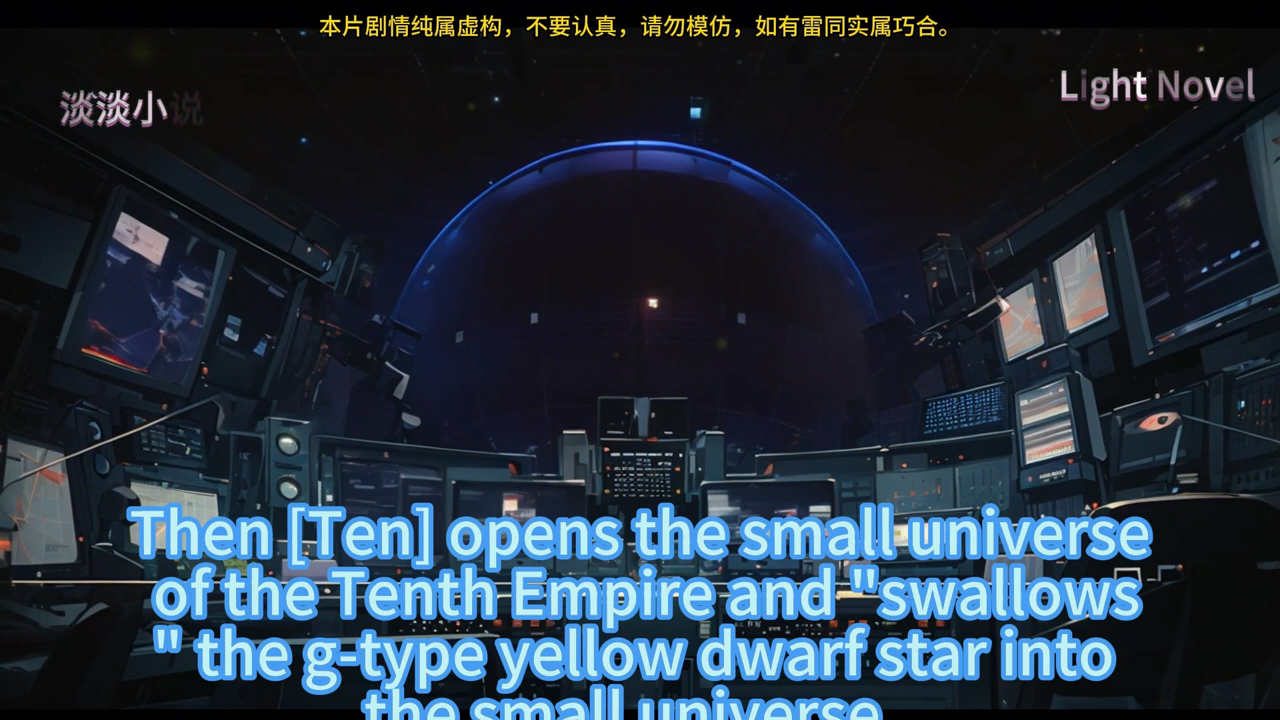 本片剧情纯属虚构，不要认真，请勿模仿，如有雷同实属巧合。
淡淡小说
Light Novel
Then [Ten] opens the small universe
of the Tenth Empire and "swallows
" the g-type yellow dwarf star into
the small universe